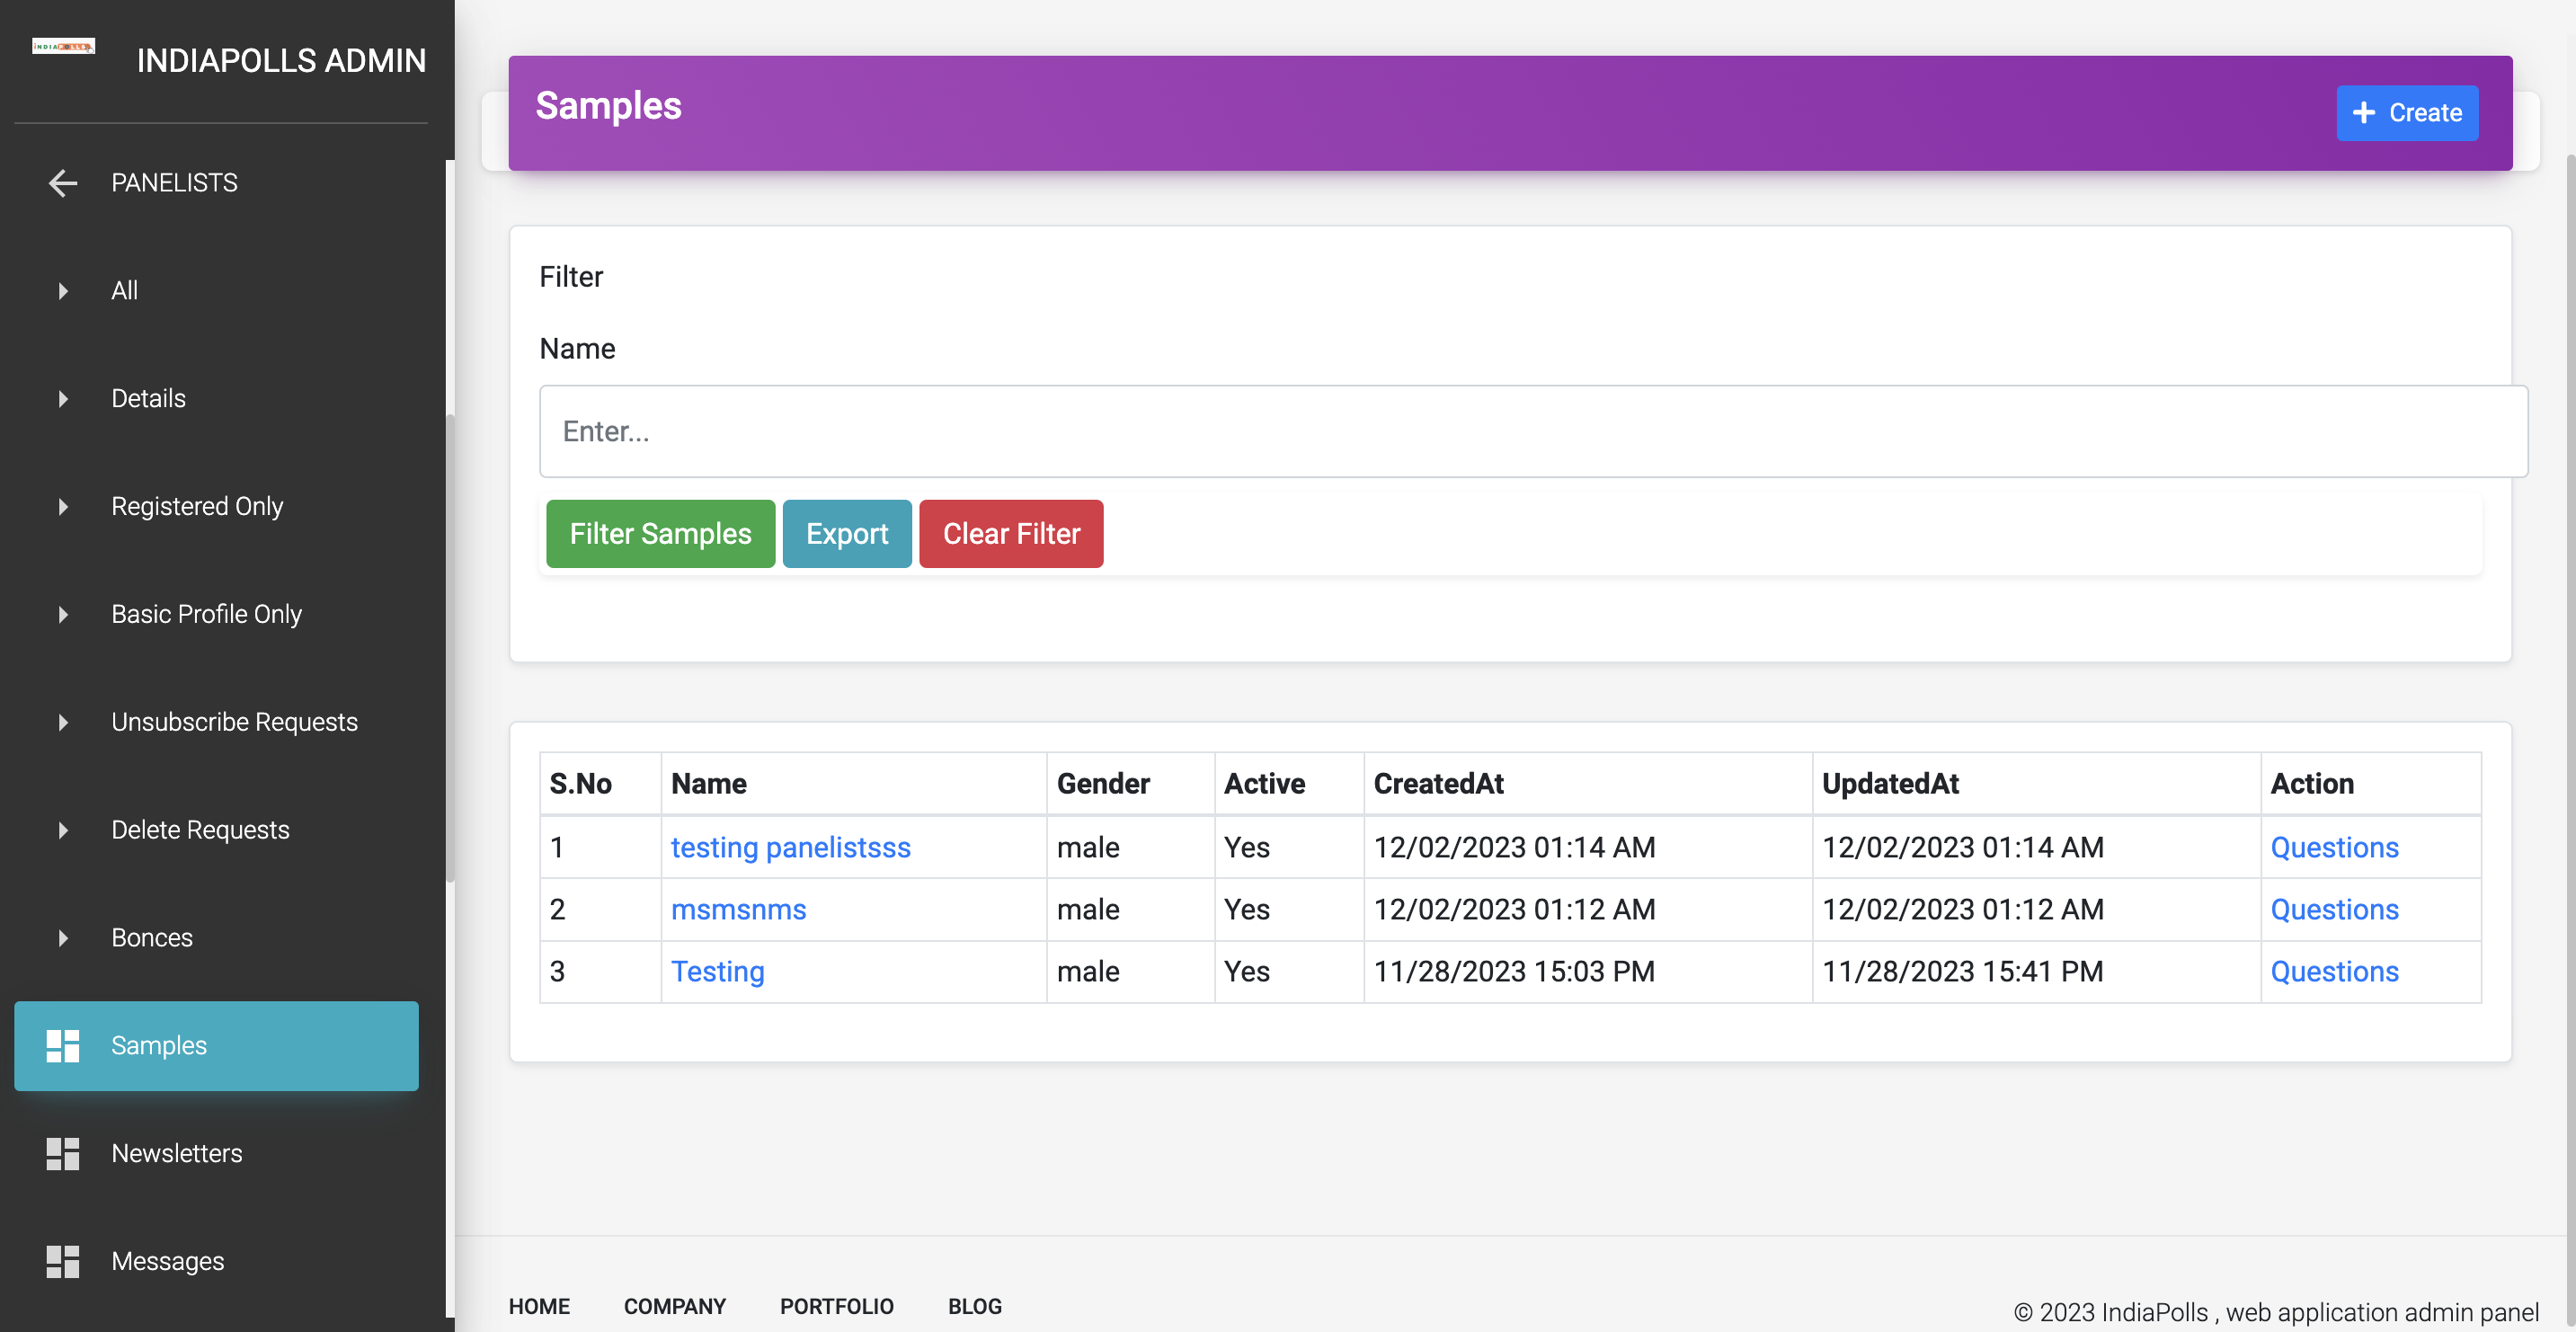 INDIAPOLLS
INDIAPOLLS ADMIN
PANELISTS
All
Details
Registered Only
Basic Profile Only
Unsubscribe Requests
Delete Requests
Bonces
Samples
Newsletters
Messages
Samples
Create
Filter
Name
Enter...
Filter Samples Export Clear Filter
S.No Name Gender Active CreatedAt UpdatedAt Action
1 testing panelistsss male Yes 12/02/2023 01:14 AM 12/02/2023 01:14 AM Questions
2 msmsnms male Yes 12/02/2023 01:12 AM 12/02/2023 01:12 AM Questions
3 Testing male Yes 11/28/2023 15:03 PM 11/28/2023 15:41 PM Questions
HOME COMPANY PORTFOLIO BLOG
© 2023 IndiaPolls , web application admin panel